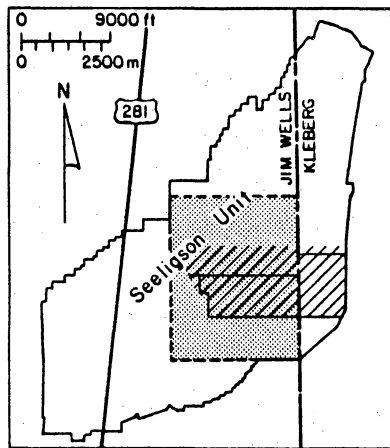 0 9000 ft
0 2500 m
N
281
JIM WELLS
KLEBERG
Seeligson Unit